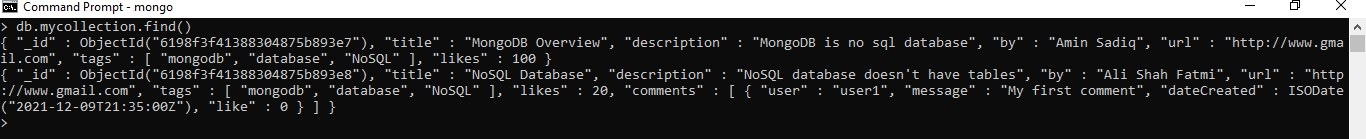 Command Prompt - mongo
> db.mycollection.find()
{ "_id" : ObjectId("6198f3f41388304875b893e7"), "title" : "MongoDB Overview", "description" : "MongoDB is no sql database", "by" : "Amin Sadiq", "url" : "http://www.gma
il.com", "tags" : [ "mongodb", "database", "NoSQL" ], "likes" : 100 }
{ "_id" : ObjectId("6198f3f41388304875b893e8"), "title" : "NoSQL Database", "description" : "NoSQL database doesn't have tables", "by" : "Ali Shah Fatmi", "url" : "http
://www.gmail.com", "tags" : [ "mongodb", "database", "NoSQL" ], "likes" : 20, "comments" : [ { "user" : "user1", "message" : "My first comment", "dateCreated" : ISODate
("2021-12-09T21:35:00Z"), "like" : 0 } ] }
>